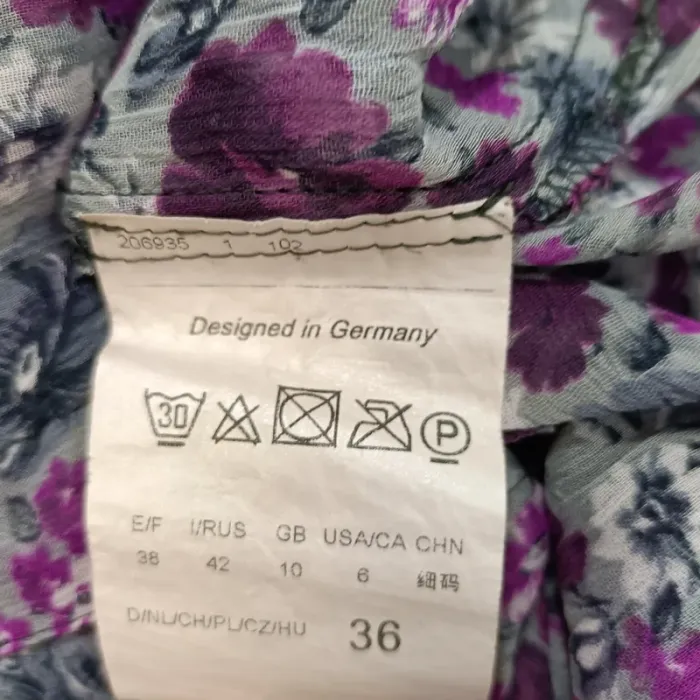 206935 1 102
Designed in Germany
30 P
E/F I/RUS GB USA/CA CHN
38 42 10 6 细码
D/NL/CH/PL/CZ/HU 36